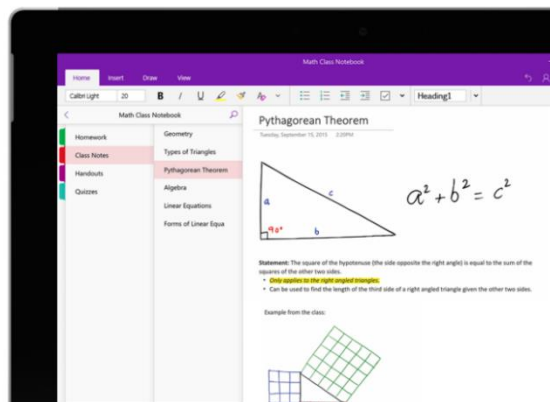 Math Class Notebook
Home Insert Draw View
Calibri Light 20 B I U A Heading1
Math Class Notebook
Homework
Class Notes
Handouts
Quizzes
Geometry
Types of Triangles
Pythagorean Theorem
Algebra
Linear Equations
Forms of Linear Equa
Pythagorean Theorem
Tuesday, September 15, 2015 3:20PM
a c
a² + b² = c²
90° b
Statement: The square of the hypotenuse (the side opposite the right angle) is equal to the sum of the
squares of the other two sides.
• Only applies to the right angled triangles.
• Can be used to find the length of the third side of a right angled triangle given the other two sides.
Example from the class: